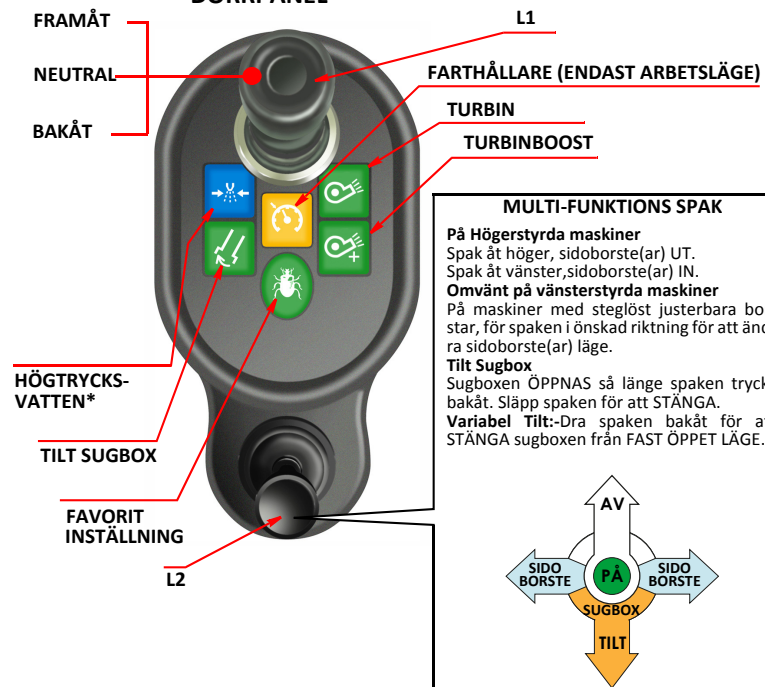 FRAMÅT
NEUTRAL
BAKÅT
L1
FARTHÅLLARE (ENDAST ARBETSLÄGE)
TURBIN
TURBINBOOST
HÖGTRYCKS-
VATTEN*
TILT SUGBOX
FAVORIT
INSTÄLLNING
L2
MULTI-FUNKTIONS SPAK
På Högerstyrda maskiner
Spak åt höger, sidoborste(ar) UT.
Spak åt vänster,sidoborste(ar) IN.
Omvänt på vänsterstyrda maskiner
På maskiner med steglöst justerbara
star, för spaken i önskad riktning för att
ra sidoborste(ar) läge.
Tilt Sugbox
Sugboxen ÖPPNAS så länge spaken
bakåt. Släpp spaken för att STÄNGA.
Variabel Tilt:-Dra spaken bakåt för
STÄNGA sugboxen från FAST ÖPPET LÄGE.
AV
SIDO
BORSTE
PÅ
SIDO
BORSTE
SUGBOX
TILT